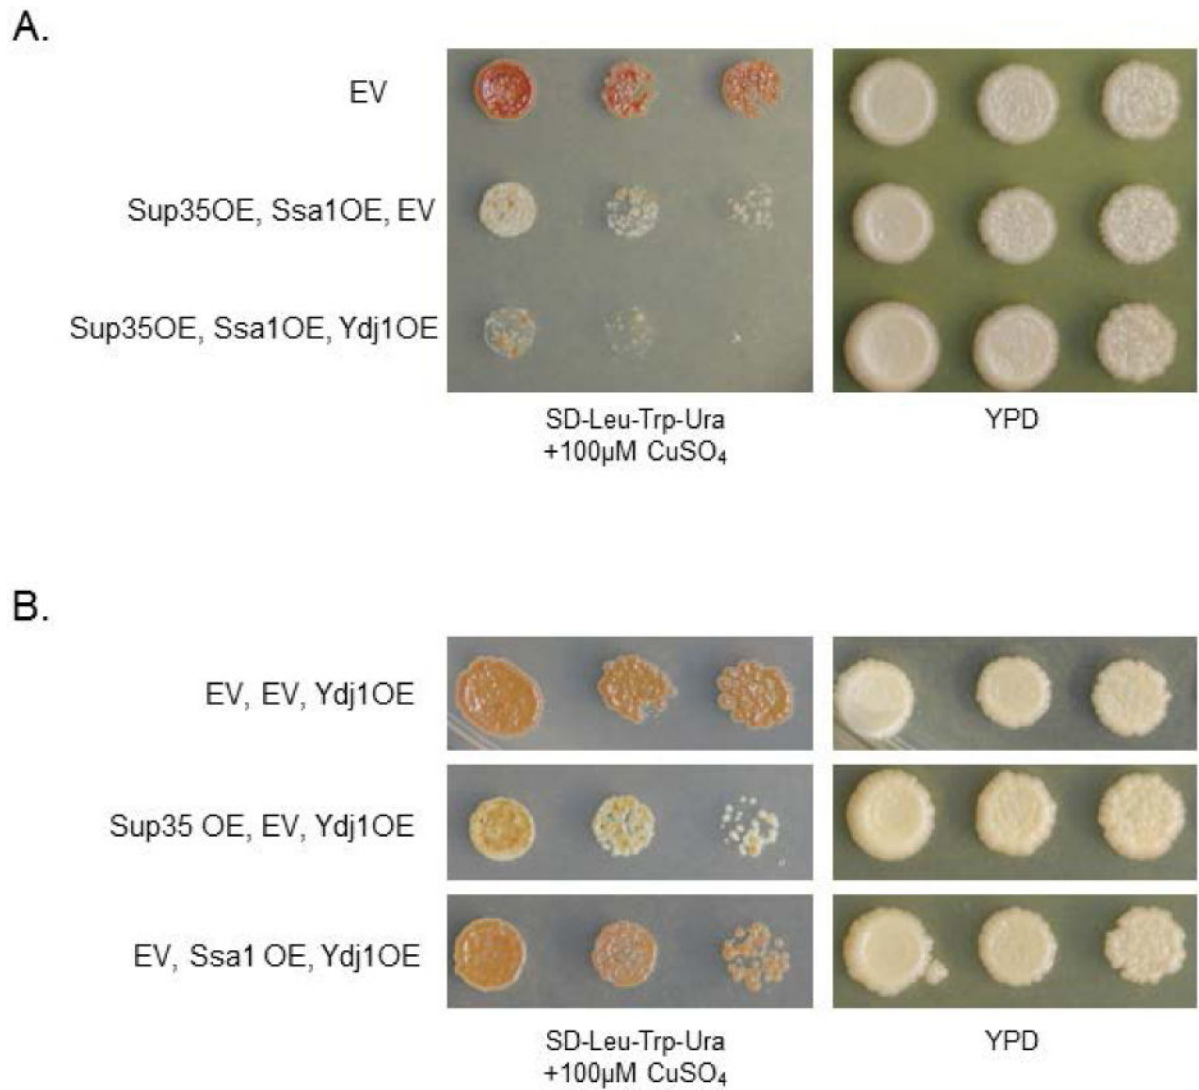 A.
EV
Sup35OE, Ssa1OE, EV
Sup35OE, Ssa1OE, Ydj1OE
SD-Leu-Trp-Ura
+100µM CuSO₄
YPD
B.
EV, EV, Ydj1OE
Sup35 OE, EV, Ydj1OE
EV, Ssa1 OE, Ydj1OE
SD-Leu-Trp-Ura
+100µM CuSO₄
YPD